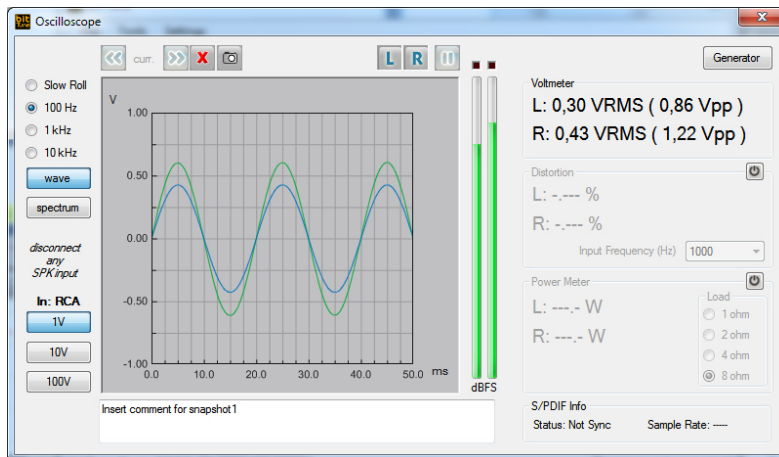 bit Tune
Oscilloscope
curr.
X
L
R
Generator
Slow Roll
100 Hz
1 kHz
10 kHz
wave
spectrum
disconnect
any
SPK input
In: RCA
1V
10V
100V
V
1.00
0.50
0.00
-0.50
-1.00
0.0
10.0
20.0
30.0
40.0
50.0
ms
dBFS
Insert comment for snapshot1
Voltmeter
L: 0,30 VRMS ( 0,86 Vpp )
R: 0,43 VRMS ( 1,22 Vpp )
Distortion
L: -.--- %
R: -.--- %
Input Frequency (Hz)
1000
Power Meter
L: ---.- W
R: ---.- W
Load
1 ohm
2 ohm
4 ohm
8 ohm
S/PDIF Info
Status: Not Sync
Sample Rate: -----